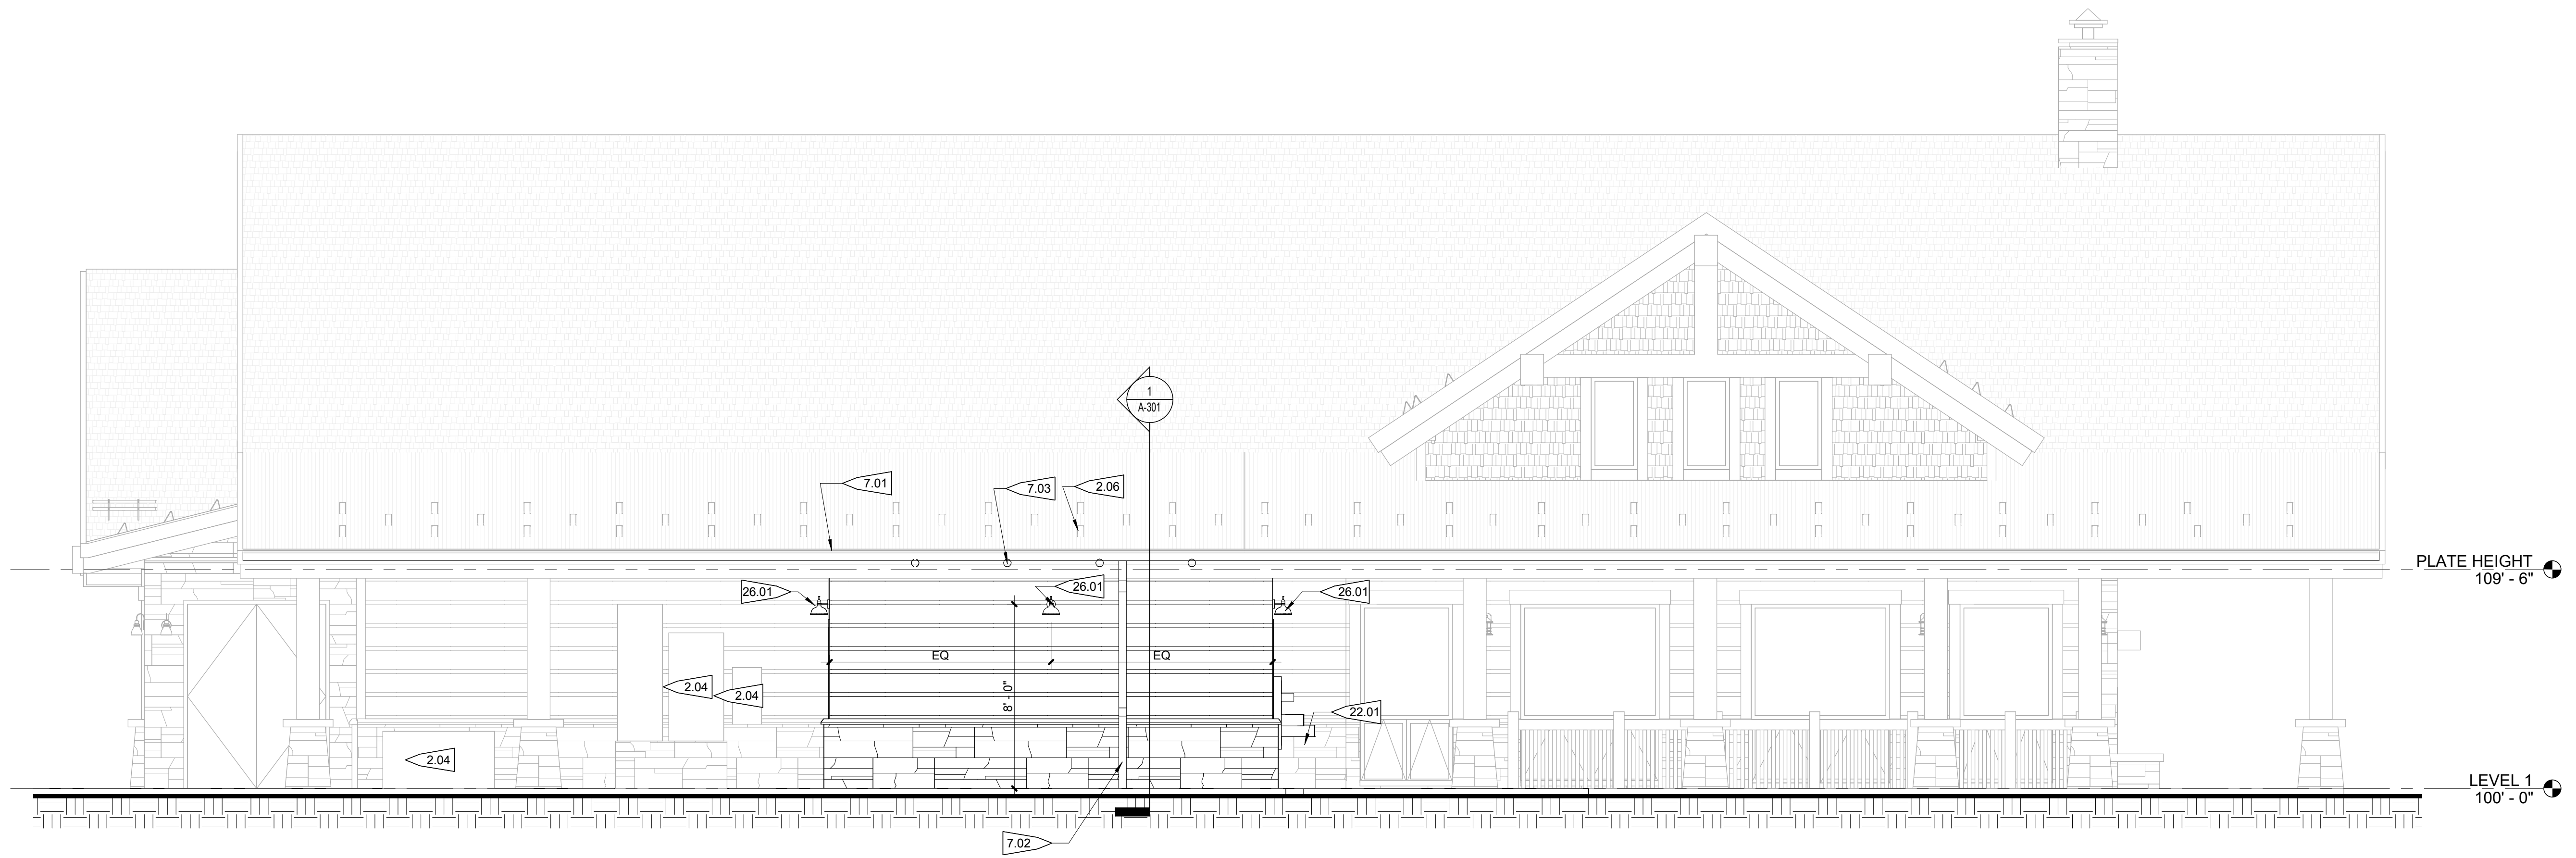 1
A-301
7.01
7.03
2.06
PLATE HEIGHT
109' - 6"
26.01
26.01
26.01
EQ
EQ
2.04
2.04
8' - 0"
22.01
2.04
LEVEL 1
100' - 0"
7.02